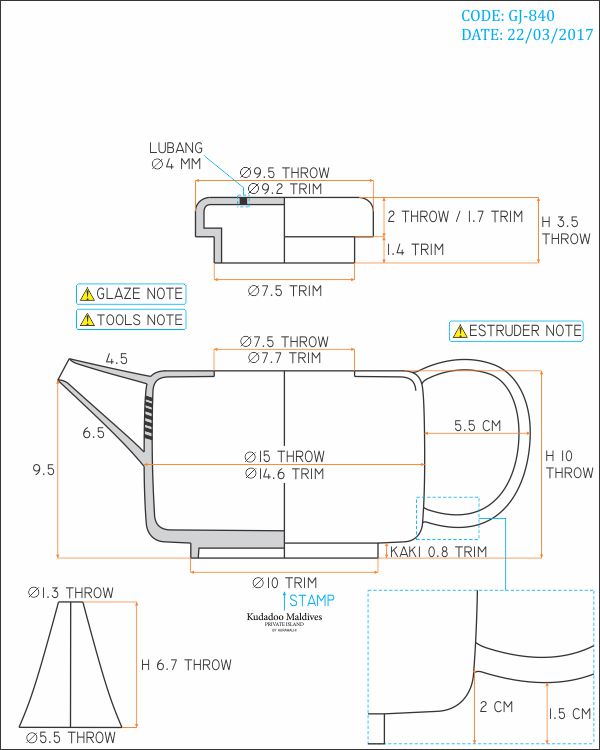 CODE: GJ-840
DATE: 22/03/2017
LUBANG
∅4 MM
∅9.5 THROW
∅9.2 TRIM
2 THROW / 1.7 TRIM
H 3.5
THROW
1.4 TRIM
∅7.5 TRIM
GLAZE NOTE
TOOLS NOTE
ESTRUDER NOTE
∅7.5 THROW
∅7.7 TRIM
4.5
6.5
5.5 CM
9.5
∅15 THROW
∅14.6 TRIM
H 10
THROW
KAKI 0.8 TRIM
∅10 TRIM
STAMP
Kudadoo Maldives
PRIVATE ISLAND
BY HURAWALHI
∅1.3 THROW
H 6.7 THROW
∅5.5 THROW
2 CM
1.5 CM